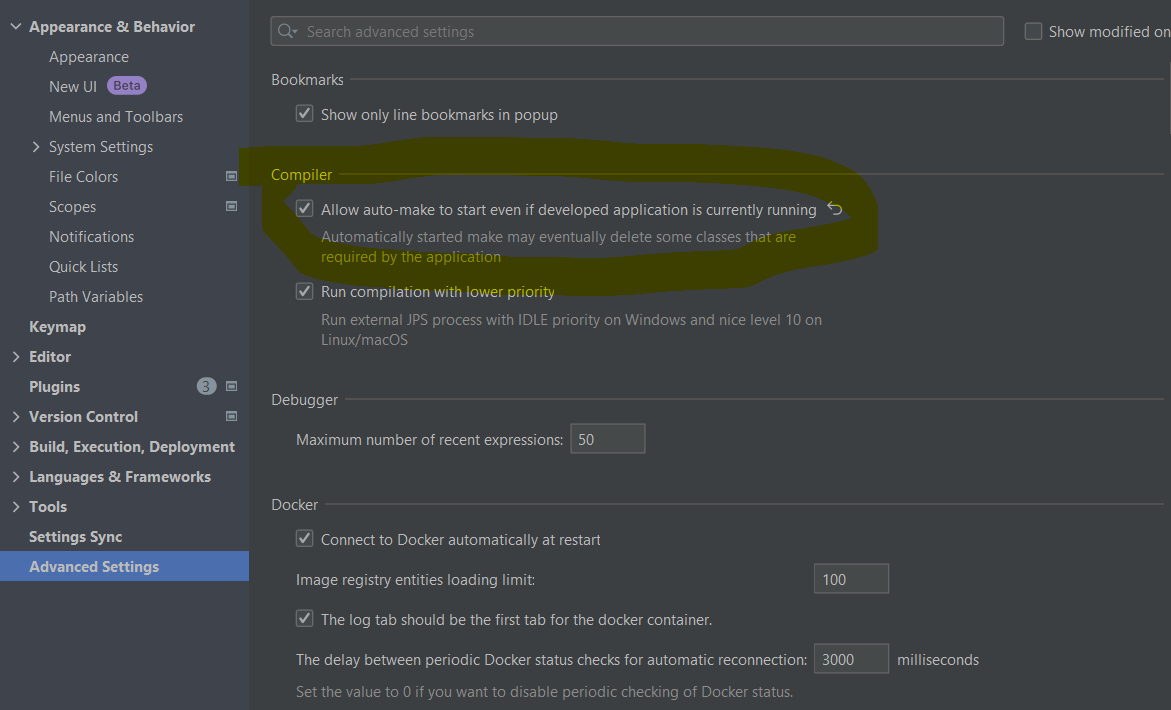 Appearance & Behavior
Appearance
New UI Beta
Menus and Toolbars
System Settings
File Colors
Scopes
Notifications
Quick Lists
Path Variables
Keymap
Editor
Plugins 3
Version Control
Build, Execution, Deployment
Languages & Frameworks
Tools
Settings Sync
Advanced Settings
Search advanced settings
Show modified on
Bookmarks
Show only line bookmarks in popup
Compiler
Allow auto-make to start even if developed application is currently running
Automatically started make may eventually delete some classes that are
required by the application
Run compilation with lower priority
Run external JPS process with IDLE priority on Windows and nice level 10 on
Linux/macOS
Debugger
Maximum number of recent expressions: 50
Docker
Connect to Docker automatically at restart
Image registry entities loading limit: 100
The log tab should be the first tab for the docker container.
The delay between periodic Docker status checks for automatic reconnection: 3000 milliseconds
Set the value to 0 if you want to disable periodic checking of Docker status.